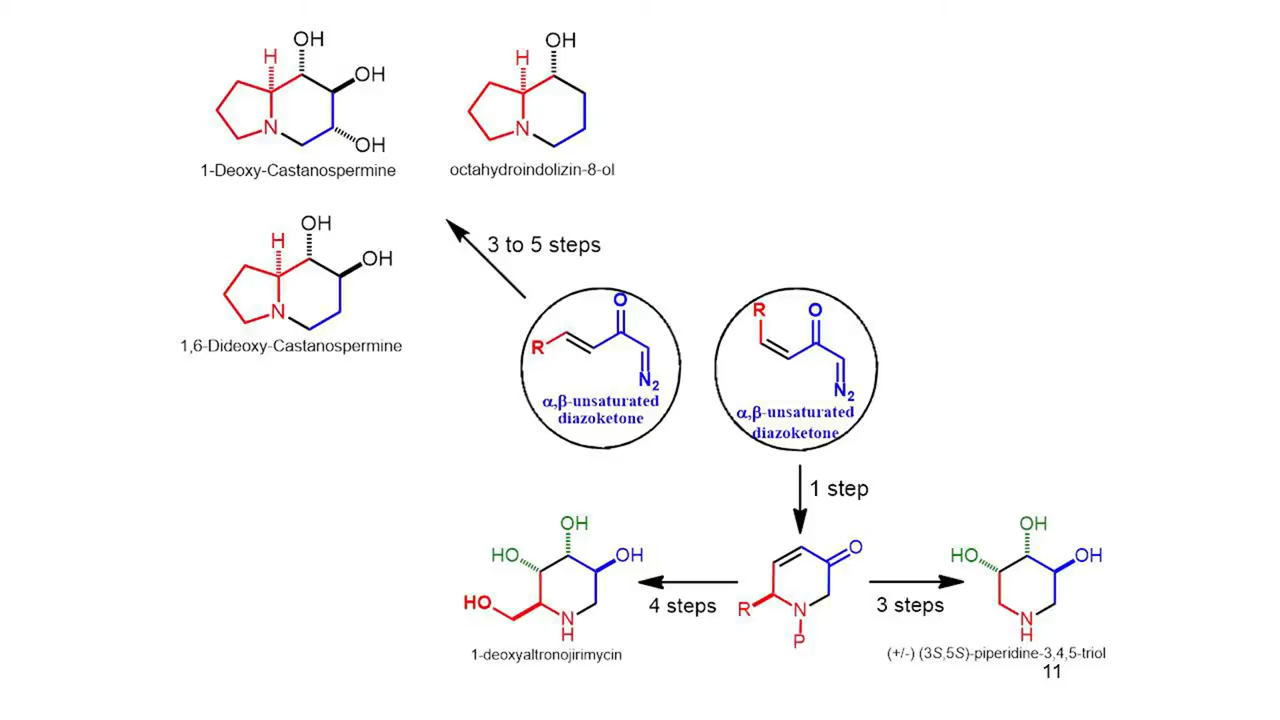 OH
H
OH
N
OH
1-Deoxy-Castanospermine
OH
H
N
octahydroindolizin-8-ol
OH
H
OH
N
1,6-Dideoxy-Castanospermine
3 to 5 steps
O
R
N2
α,β-unsaturated
diazoketone
R
O
N2
α,β-unsaturated
diazoketone
1 step
OH
HO
OH
HO
N
H
1-deoxyaltronojirimycin
4 steps
O
R
N
P
3 steps
OH
HO
OH
N
H
(+/-) (3S,5S)-piperidine-3,4,5-triol
11